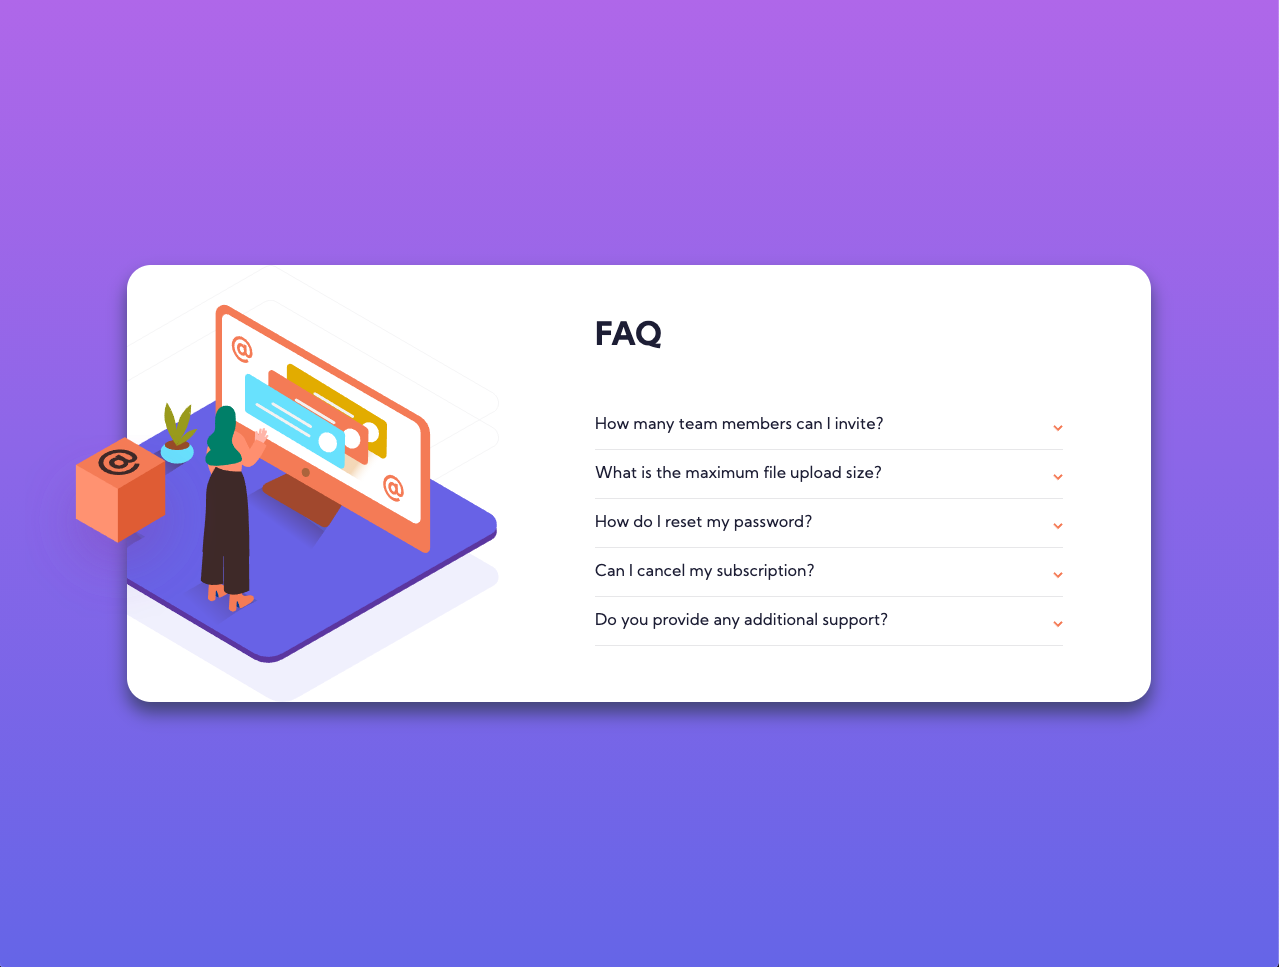 FAQ
How many team members can I invite?
What is the maximum file upload size?
How do I reset my password?
Can I cancel my subscription?
Do you provide any additional support?
@
@
@